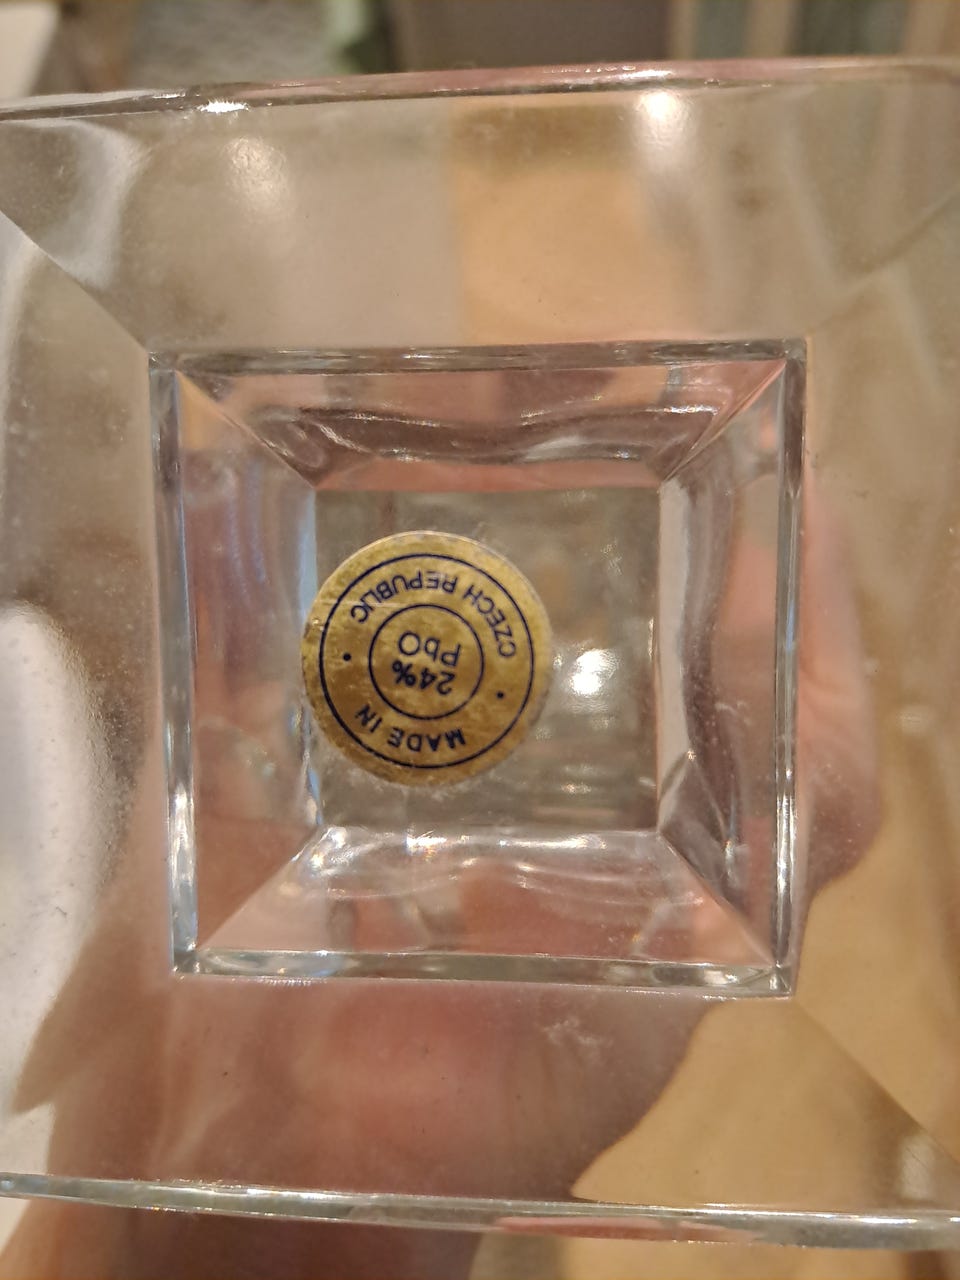 MADE IN
24%
PbO
CZECH REPUBLIC